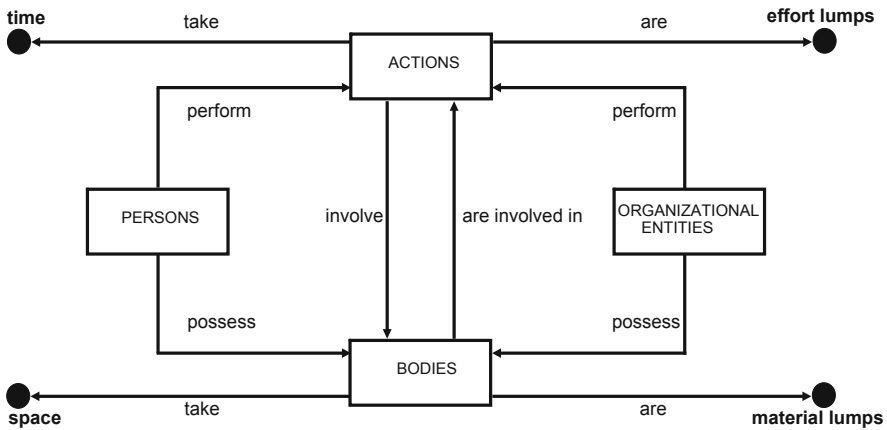 time
take
are
effort lumps
ACTIONS
perform
perform
PERSONS
involve
are involved in
ORGANIZATIONAL
ENTITIES
possess
possess
BODIES
space
take
are
material lumps